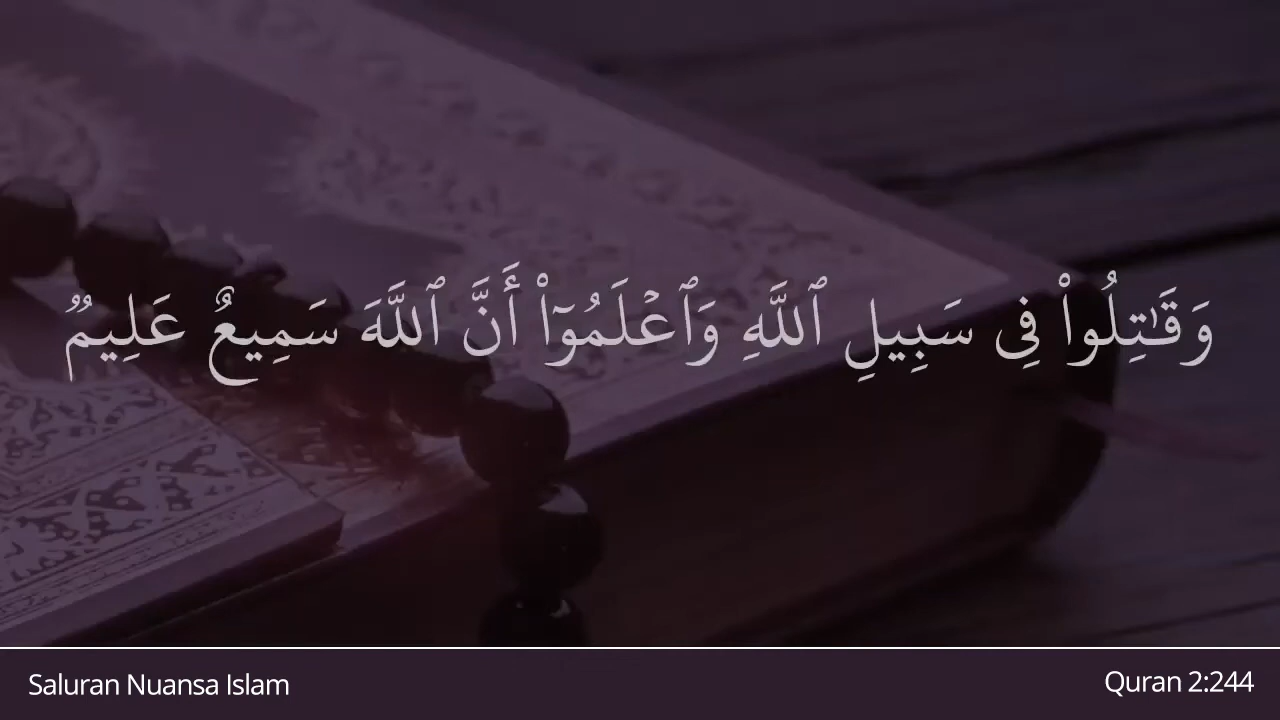 وَقَـٰتِلُوا۟ فِى سَبِيلِ ٱللَّهِ وَٱعْلَمُوٓا۟ أَنَّ ٱللَّهَ سَمِيعٌ عَلِيمٌۭ
Saluran Nuansa Islam
Quran 2:244